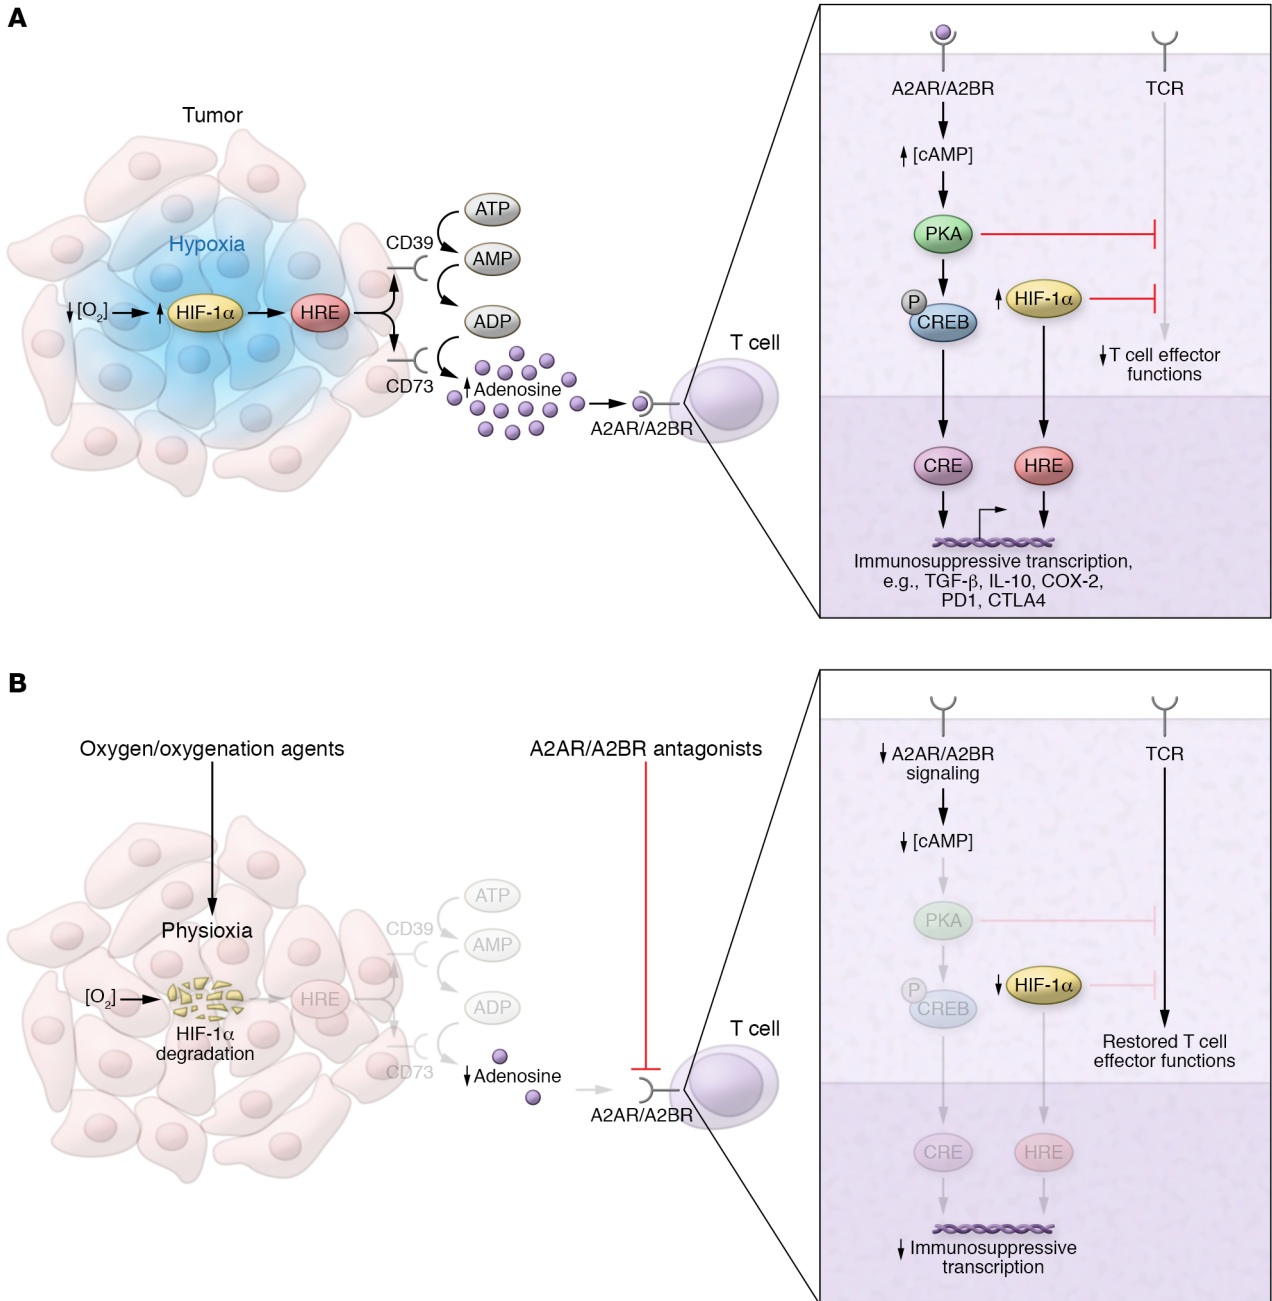 A
Tumor
Hypoxia
[O2]
HIF-1α
HRE
CD39
CD73
ATP
AMP
ADP
Adenosine
A2AR/A2BR
T cell
A2AR/A2BR
TCR
[cAMP]
PKA
P
CREB
HIF-1α
T cell effector
functions
CRE
HRE
Immunosuppressive transcription,
e.g., TGF-β, IL-10, COX-2,
PD1, CTLA4
B
Oxygen/oxygenation agents
A2AR/A2BR antagonists
Physioxia
[O2]
HIF-1α
degradation
HRE
CD39
CD73
ATP
AMP
ADP
Adenosine
A2AR/A2BR
T cell
A2AR/A2BR
signaling
TCR
[cAMP]
PKA
P
CREB
HIF-1α
Restored T cell
effector functions
CRE
HRE
Immunosuppressive
transcription